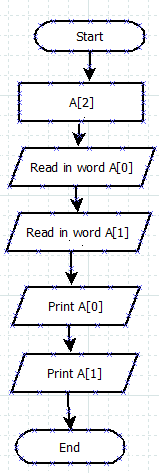 Start
A[2]
Read in word A[0]
Read in word A[1]
Print A[0]
Print A[1]
End